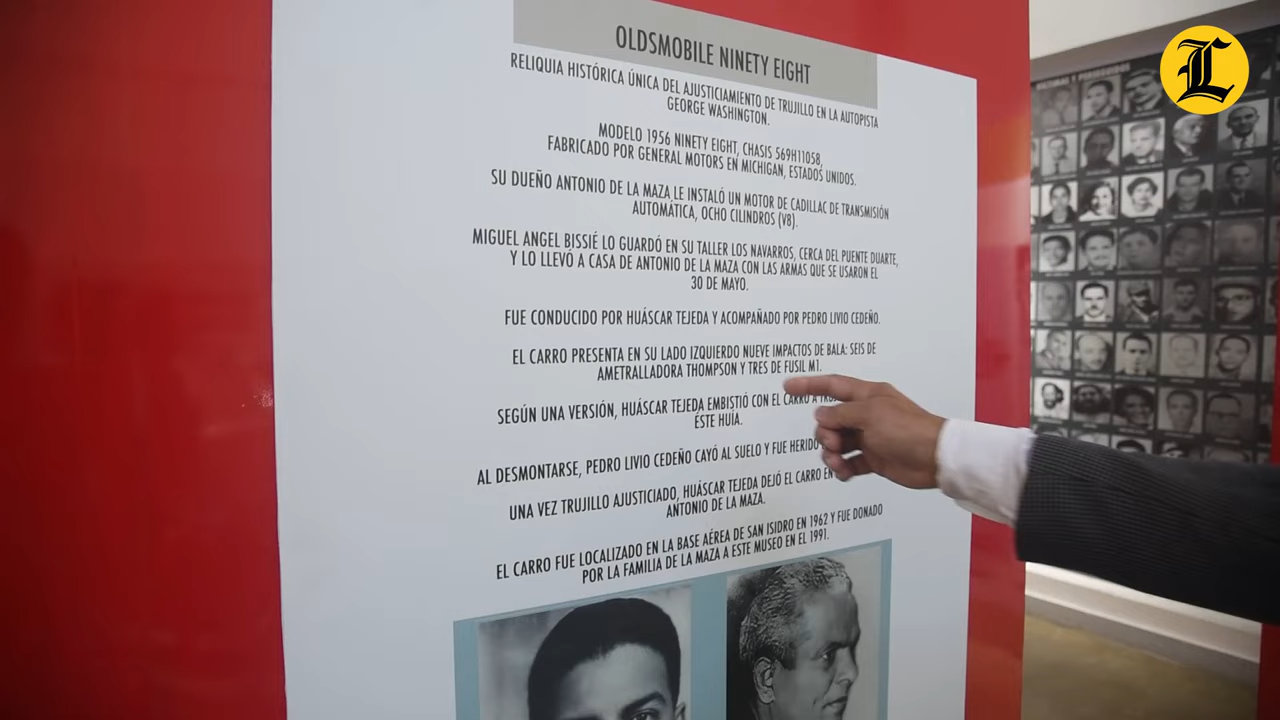 OLDSMOBILE NINETY EIGHT
RELIQUIA HISTÓRICA ÚNICA DEL AJUSTICIAMIENTO DE TRUJILLO EN LA AUTOPISTA
GEORGE WASHINGTON.
MODELO 1956 NINETY EIGHT, CHASIS 569H11058,
FABRICADO POR GENERAL MOTORS EN MICHIGAN, ESTADOS UNIDOS.
SU DUEÑO ANTONIO DE LA MAZA LE INSTALÓ UN MOTOR DE CADILLAC DE TRANSMISIÓN
AUTOMÁTICA, OCHO CILINDROS (V8).
MIGUEL ANGEL BISSIÉ LO GUARDÓ EN SU TALLER LOS NAVARROS, CERCA DEL PUENTE DUARTE,
Y LO LLEVÓ A CASA DE ANTONIO DE LA MAZA CON LAS ARMAS QUE SE USARON EL
30 DE MAYO.
FUE CONDUCIDO POR HUÁSCAR TEJEDA Y ACOMPAÑADO POR PEDRO LIVIO CEDEÑO.
EL CARRO PRESENTA EN SU LADO IZQUIERDO NUEVE IMPACTOS DE BALA: SEIS DE
AMETRALLADORA THOMPSON Y TRES DE FUSIL M1.
SEGÚN UNA VERSIÓN, HUÁSCAR TEJEDA EMBISTIÓ CON EL CARRO A
ESTE HUÍA.
AL DESMONTARSE, PEDRO LIVIO CEDEÑO CAYÓ AL SUELO Y FUE HERIDO
UNA VEZ TRUJILLO AJUSTICIADO, HUÁSCAR TEJEDA DEJÓ EL CARRO EN
ANTONIO DE LA MAZA.
EL CARRO FUE LOCALIZADO EN LA BASE AÉREA DE SAN ISIDRO EN 1962 Y FUE DONADO
POR LA FAMILIA DE LA MAZA A ESTE MUSEO EN EL 1991.
L